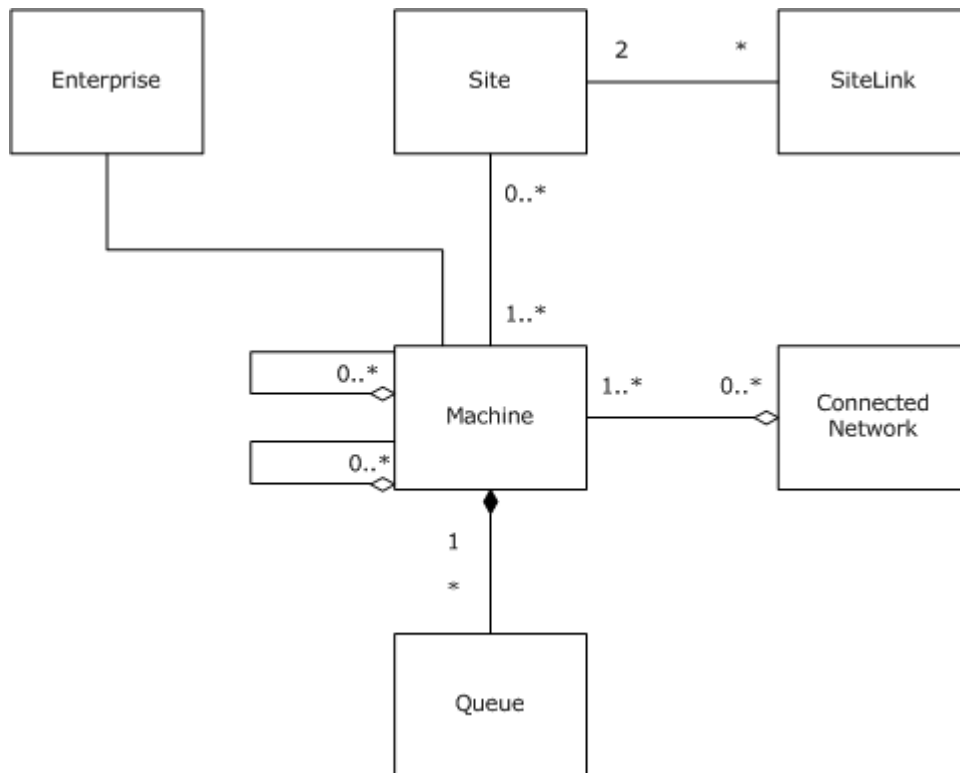 Enterprise
Site
2
*
SiteLink
0..*
1..*
0..*
0..*
Machine
1..*
0..*
Connected
Network
1
*
Queue